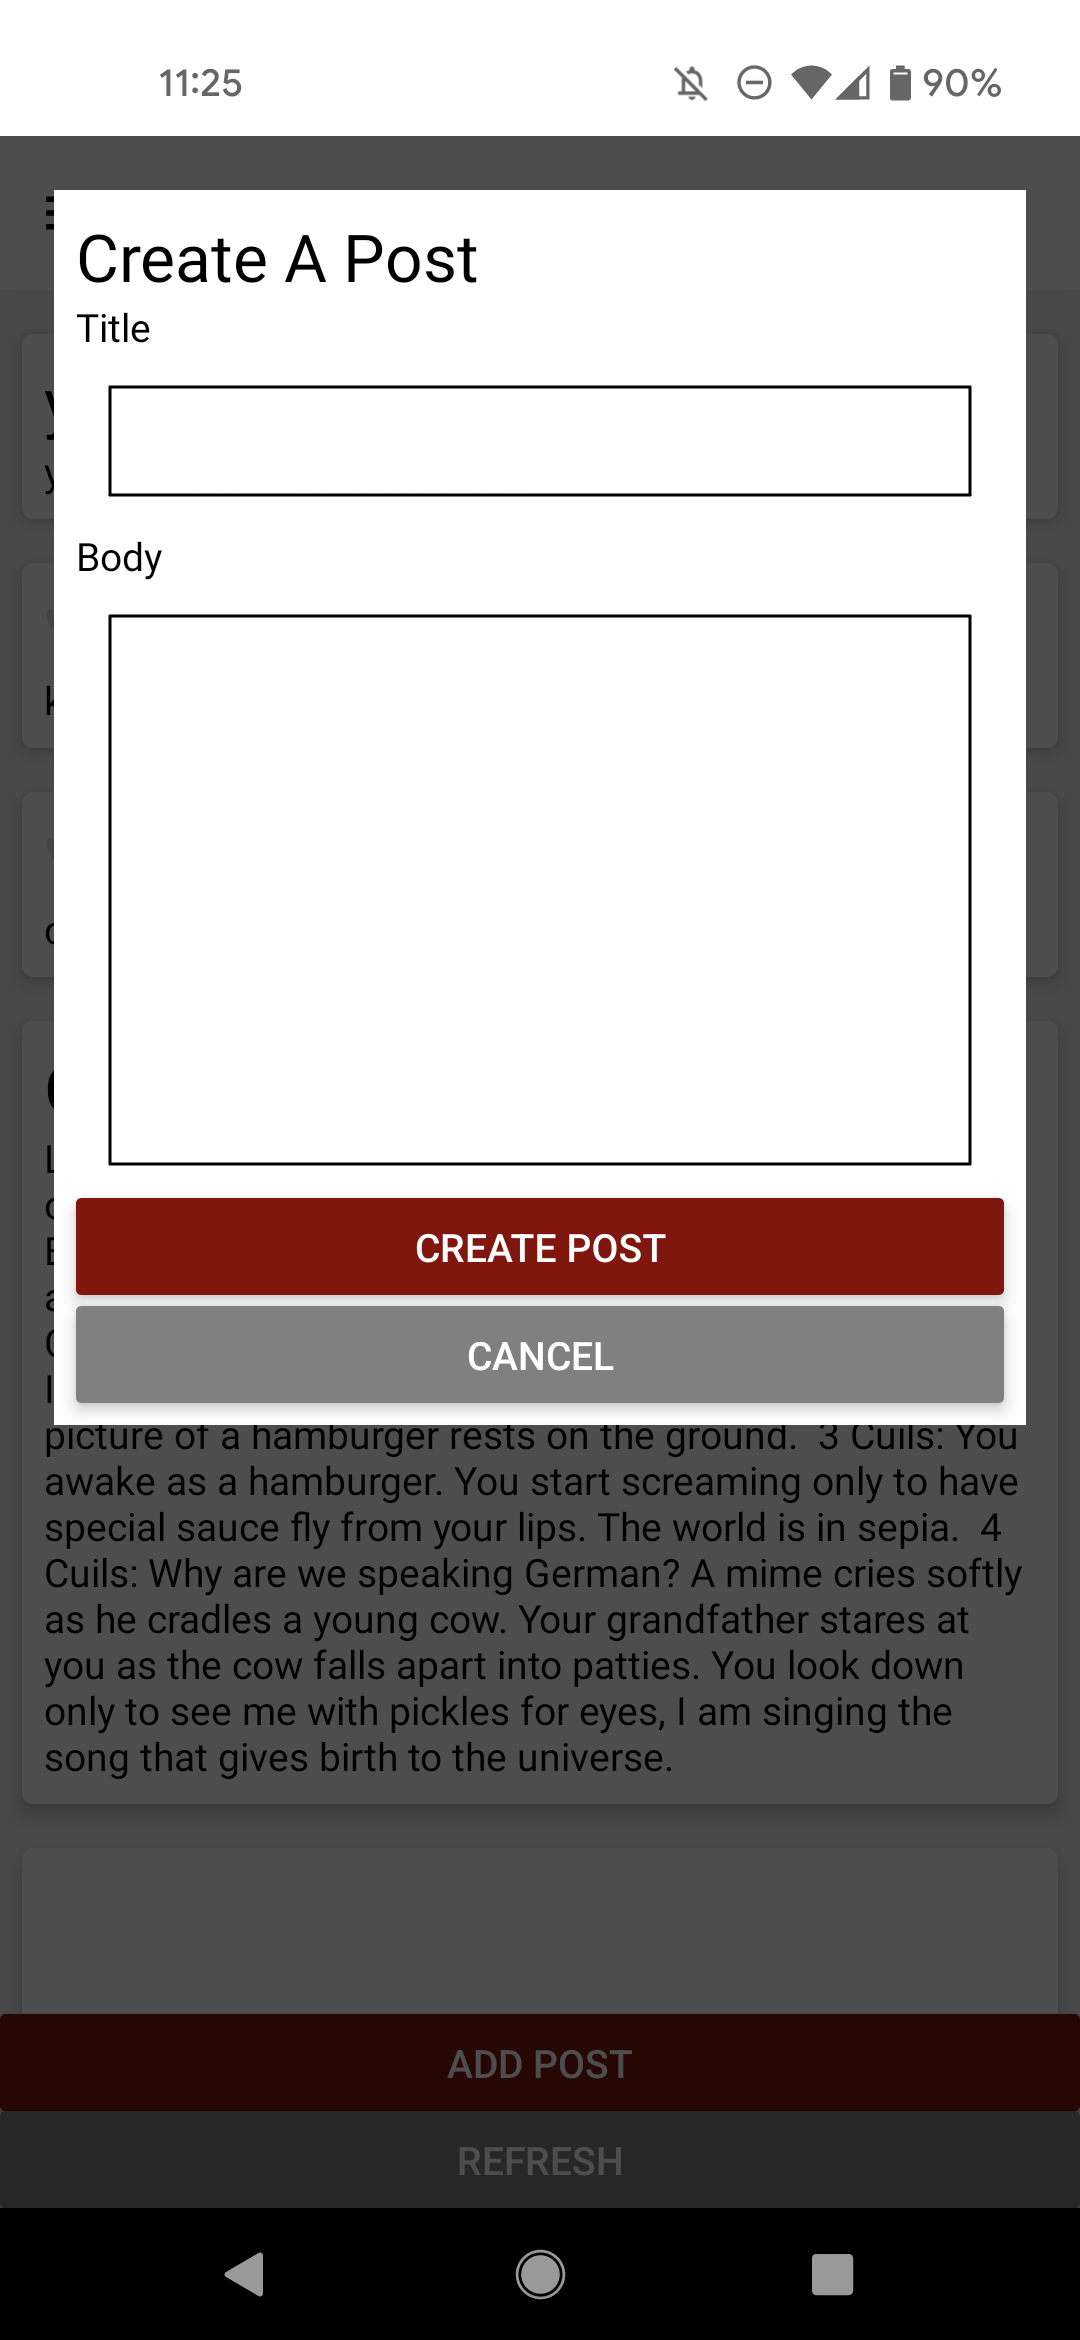 11:25
90%
Create A Post
Title
Body
CREATE POST
CANCEL
picture of a hamburger rests on the ground.  3 Cuils: You
awake as a hamburger. You start screaming only to have
special sauce fly from your lips. The world is in sepia.  4
Cuils: Why are we speaking German? A mime cries softly
as he cradles a young cow. Your grandfather stares at
you as the cow falls apart into patties. You look down
only to see me with pickles for eyes, I am singing the
song that gives birth to the universe.
ADD POST
REFRESH